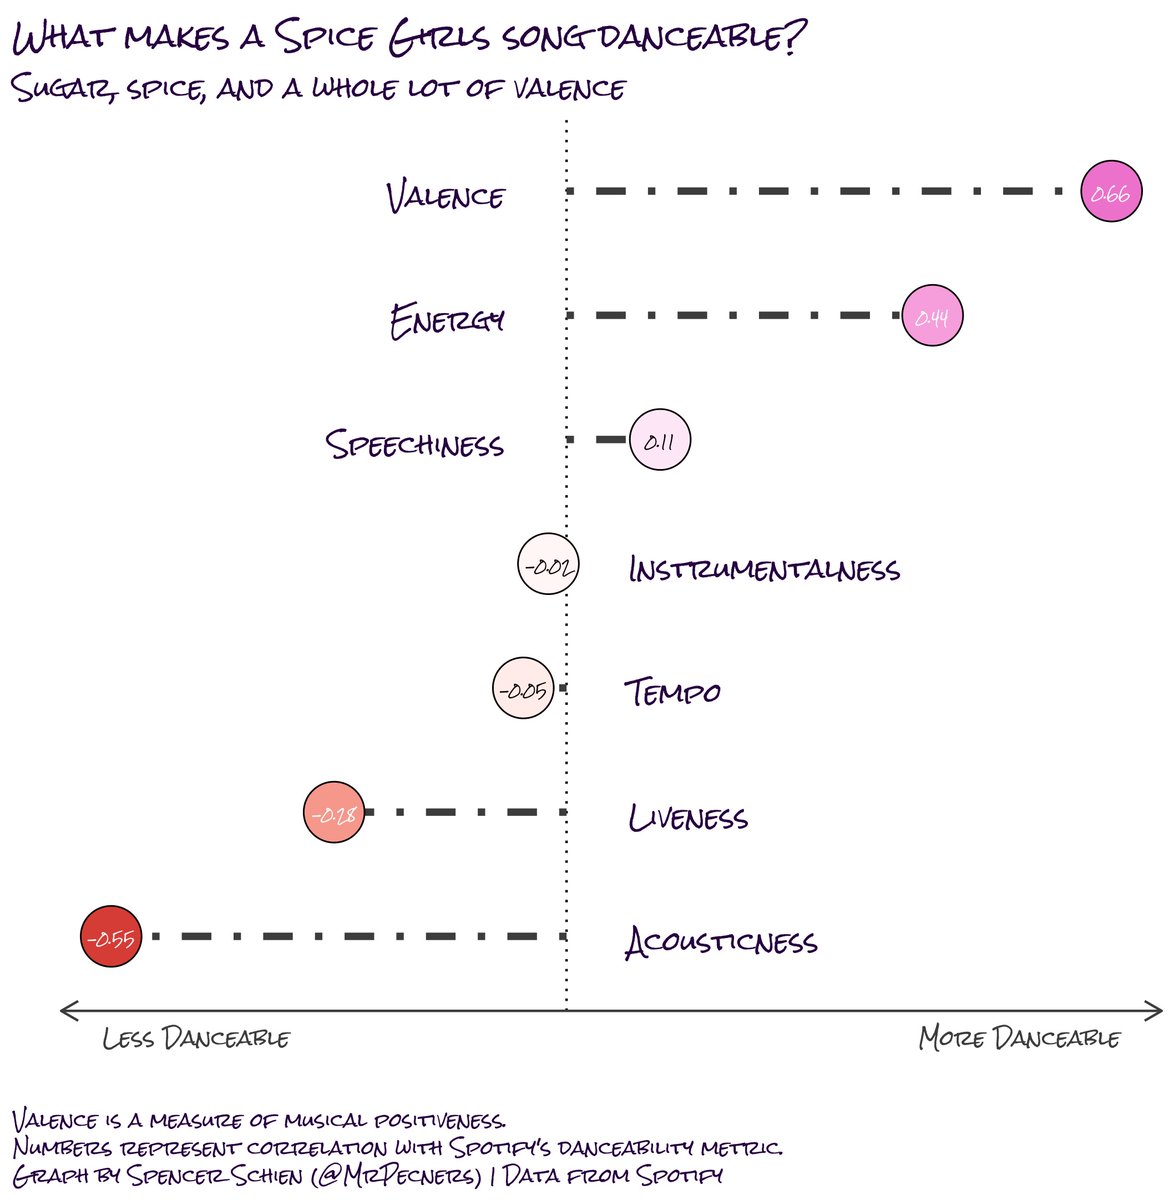 What makes a Spice Girls song danceable?
Sugar, spice, and a whole lot of valence
Valence 0.66
Energy 0.44
Speechiness 0.11
-0.02 Instrumentalness
-0.05 Tempo
-0.28 Liveness
-0.55 Acousticness
Less Danceable More Danceable
Valence is a measure of musical positiveness.
Numbers represent correlation with Spotify's danceability metric.
Graph by Spencer Schien (@MrPecners) | Data from Spotify